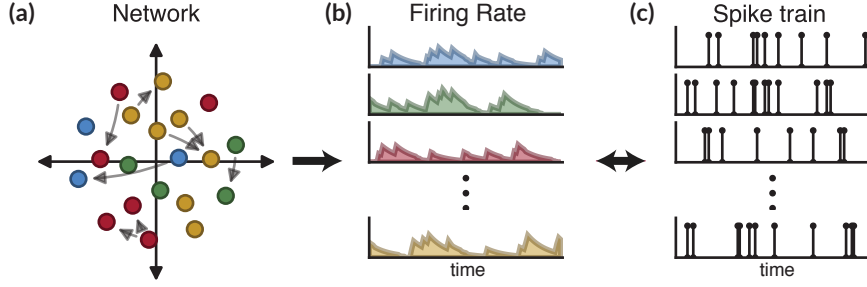 (a) Network
(b) Firing Rate
(c) Spike train
time
time